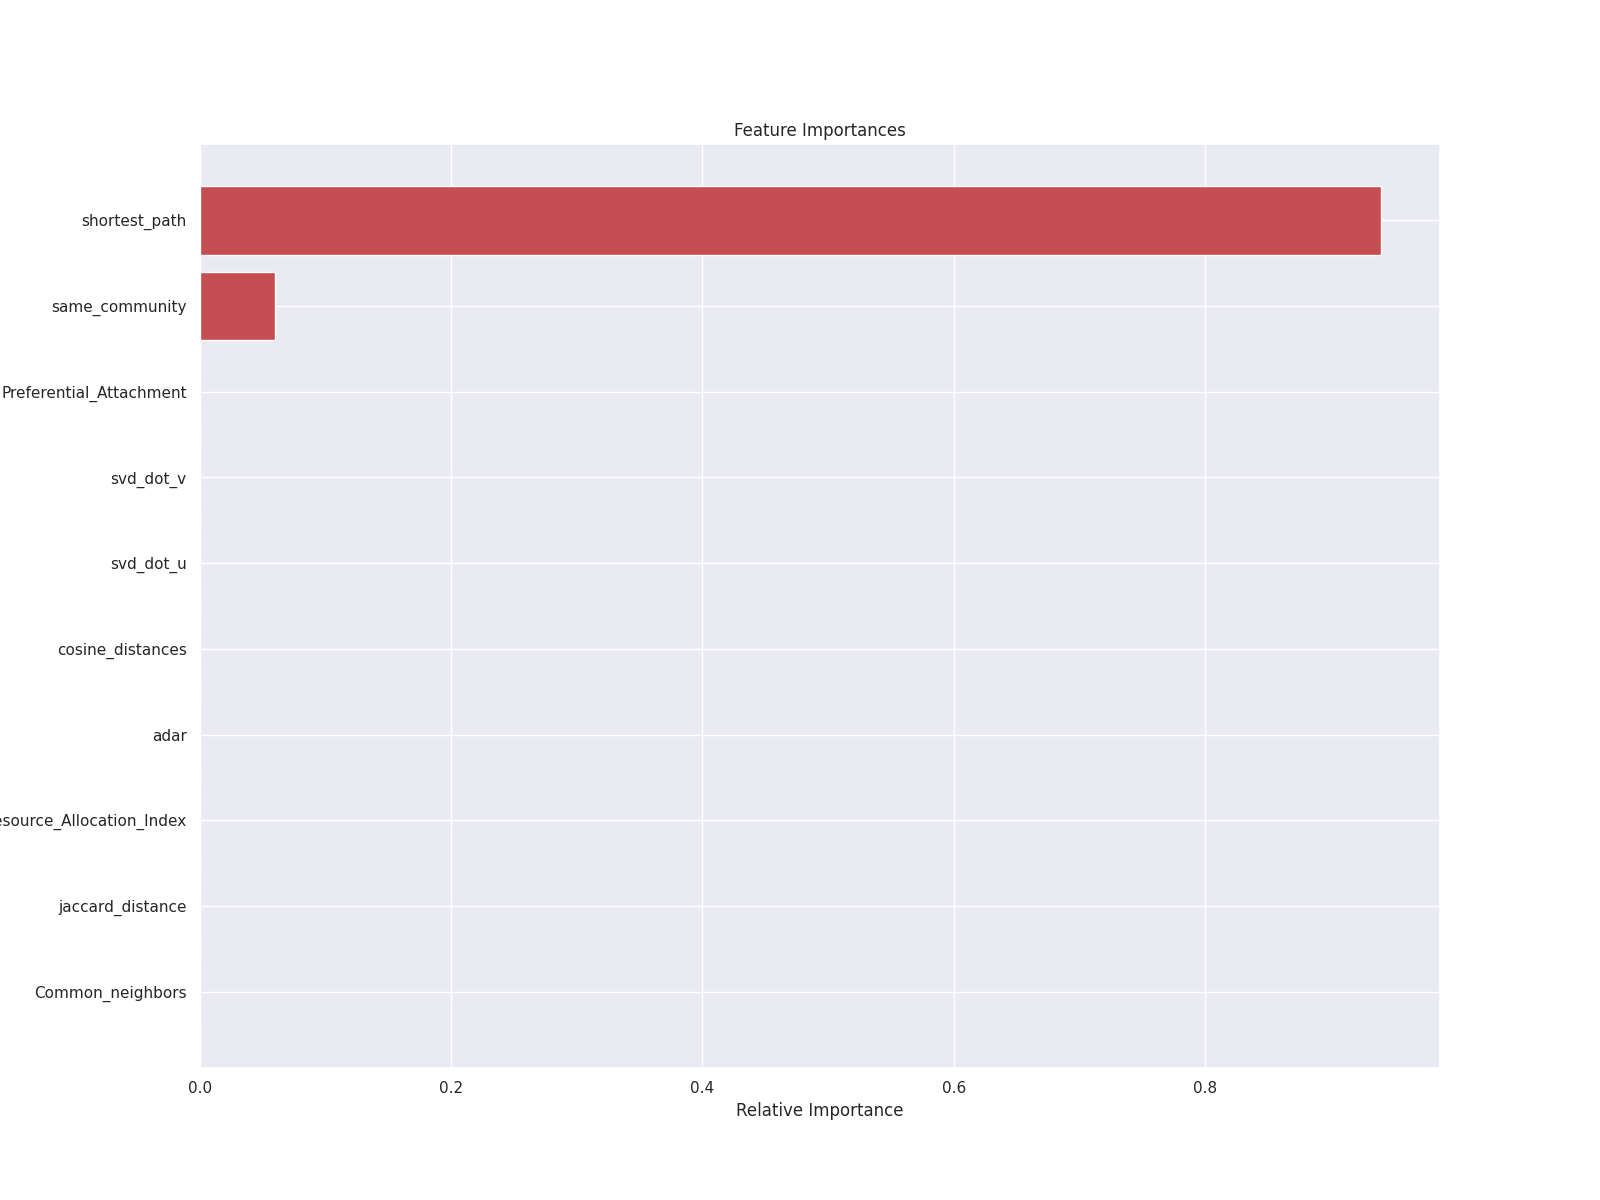 Feature Importances
shortest_path
same_community
Preferential_Attachment
svd_dot_v
svd_dot_u
cosine_distances
adar
esource_Allocation_Index
jaccard_distance
Common_neighbors
0.0 0.2 0.4 0.6 0.8
Relative Importance